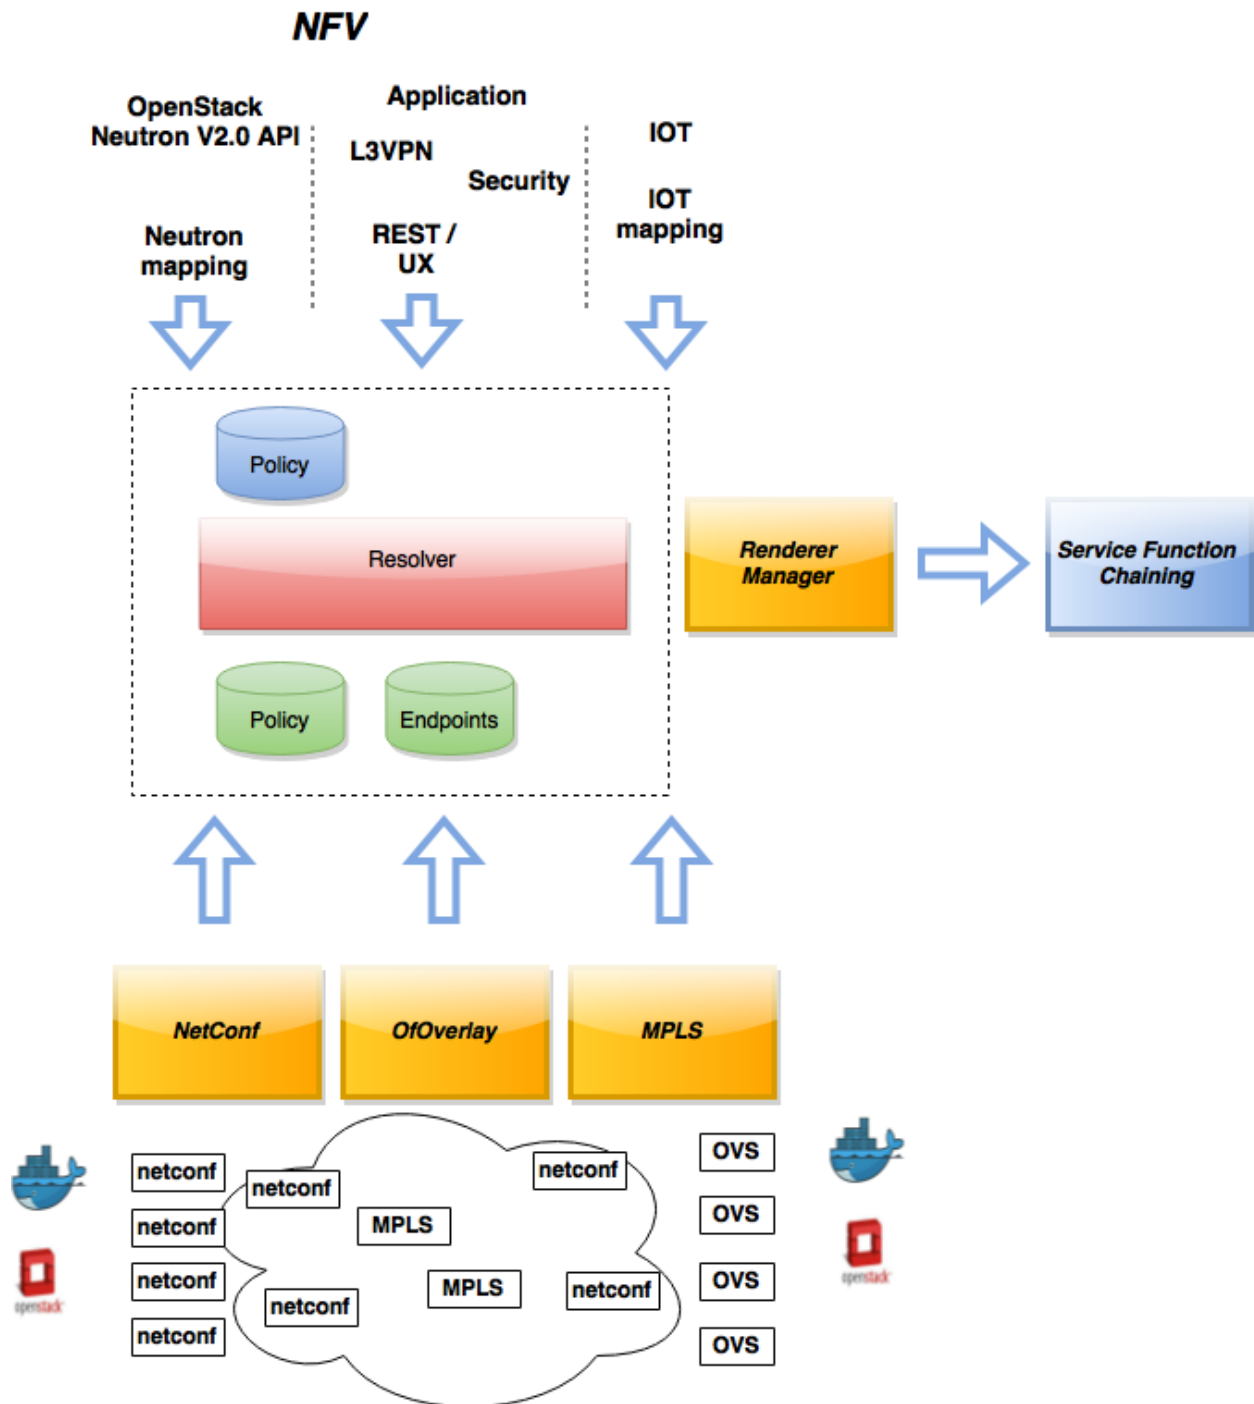 NFV
OpenStack
Neutron V2.0 API
Neutron
mapping
Application
L3VPN
Security
REST /
UX
IOT
IOT
mapping
Policy
Resolver
Policy
Endpoints
Renderer
Manager
Service Function
Chaining
NetConf
OfOverlay
MPLS
netconf
netconf
netconf
netconf
netconf
netconf
MPLS
MPLS
netconf
netconf
OVS
OVS
OVS
OVS
openstack
openstack